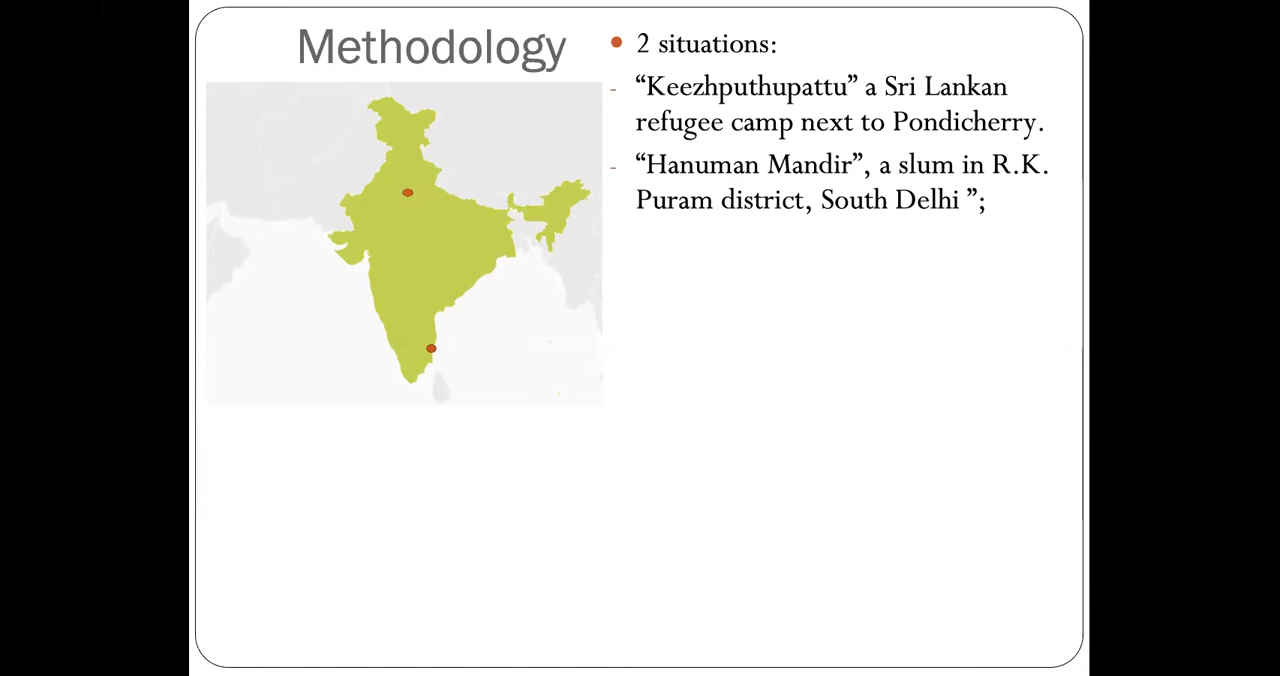 Methodology
2 situations:
- “Keezhputhupattu” a Sri Lankan
refugee camp next to Pondicherry.
- “Hanuman Mandir”, a slum in R.K.
Puram district, South Delhi ”;